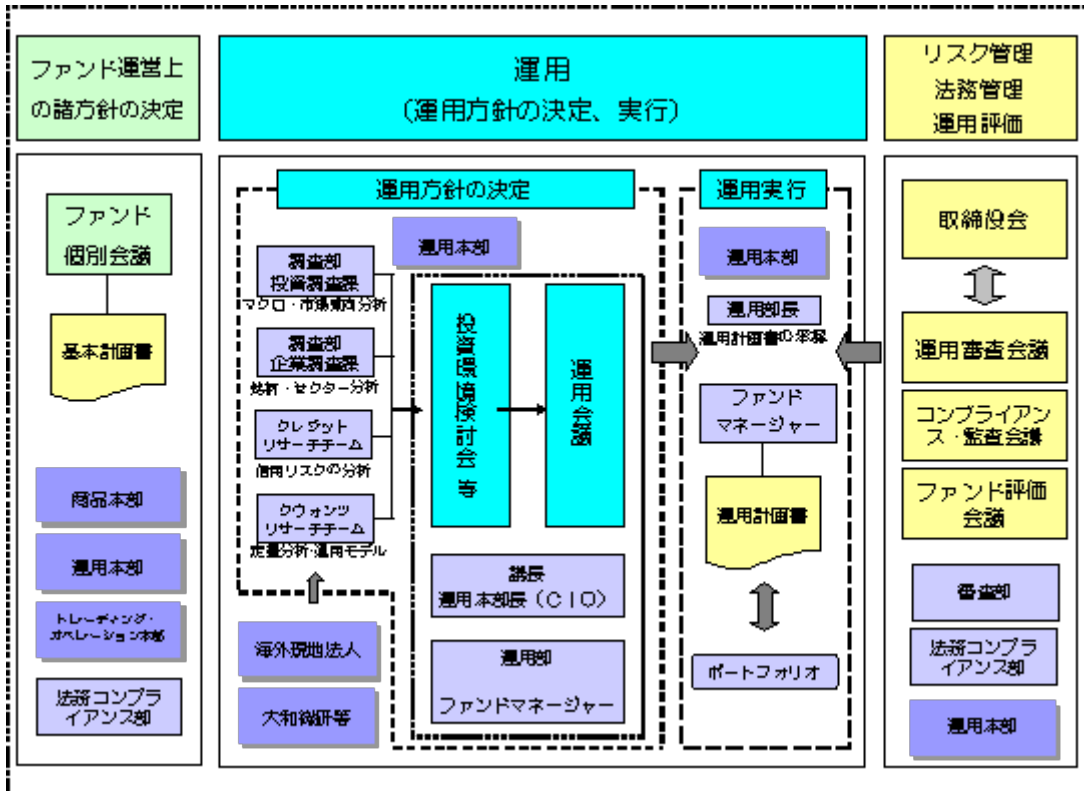 ファンド運営上
の諸方針の決定
運用
（運用方針の決定、実行）
リスク管理
法務管理
運用評価
ファンド
個別会議
基本計画書
商品本部
運用本部
トレーディング・
オペレーション本部
法務コンプラ
イアンス部
運用方針の決定
運用本部
調査部
投資調査課
マクロ・市場動向分析
調査部
企業調査課
銘柄・セクター分析
クレジット
リサーチチーム
信用リスクの分析
クウォンツ
リサーチチーム
定量分析・運用モデル
海外現地法人
大和総研等
投資環境検討会 等
運用会議
議長
運用本部長（ＣＩＯ）
運用部
ファンドマネージャー
運用実行
運用本部
運用部長
運用計画書の承認
ファンド
マネージャー
運用計画書
ポートフォリオ
取締役会
運用審査会議
コンプライアン
ス・監査会議
ファンド評価
会議
審査部
法務コンプラ
イアンス部
運用本部